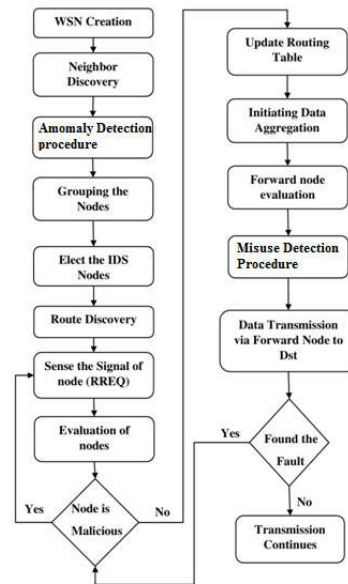 WSN Creation
Neighbor
Discovery
Amomaly Detection
procedure
Grouping the
Nodes
Elect the IDS
Nodes
Route Discovery
Sense the Signal of
node (RREQ)
Evaluation of
nodes
Yes
Node is
Malicious
No
Update Routing
Table
Initiating Data
Aggregation
Forward node
evaluation
Misuse Detection
Procedure
Data Transmission
via Forward Node to
Dst
Yes
Found the
Fault
No
Transmission
Continues